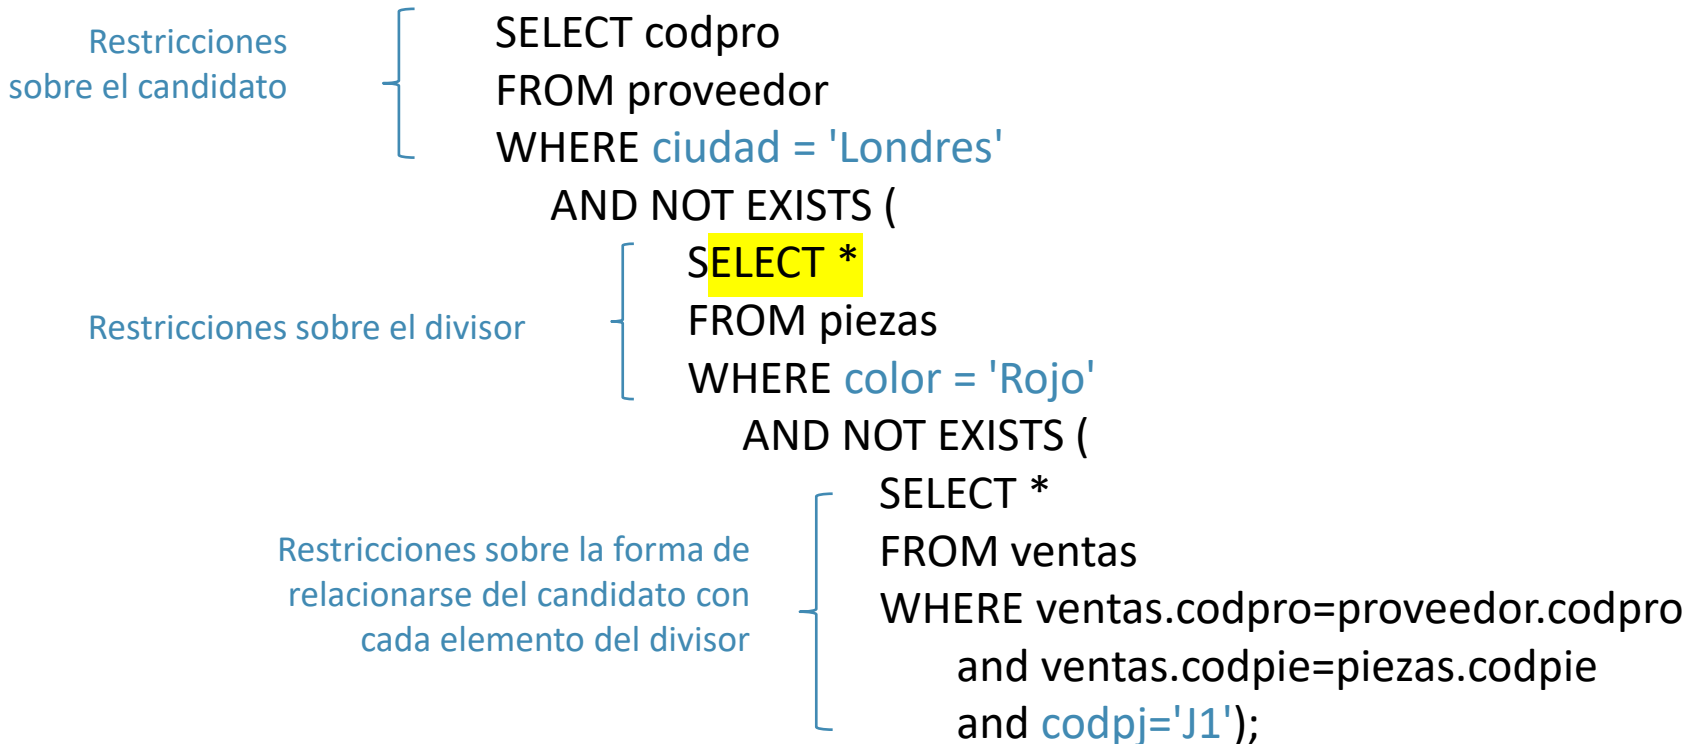 Restricciones
sobre el candidato
SELECT codpro
FROM proveedor
WHERE ciudad = 'Londres'
AND NOT EXISTS (
Restricciones sobre el divisor
SELECT *
FROM piezas
WHERE color = 'Rojo'
AND NOT EXISTS (
Restricciones sobre la forma de
relacionarse del candidato con
cada elemento del divisor
SELECT *
FROM ventas
WHERE ventas.codpro=proveedor.codpro
and ventas.codpie=piezas.codpie
and codpj='J1');